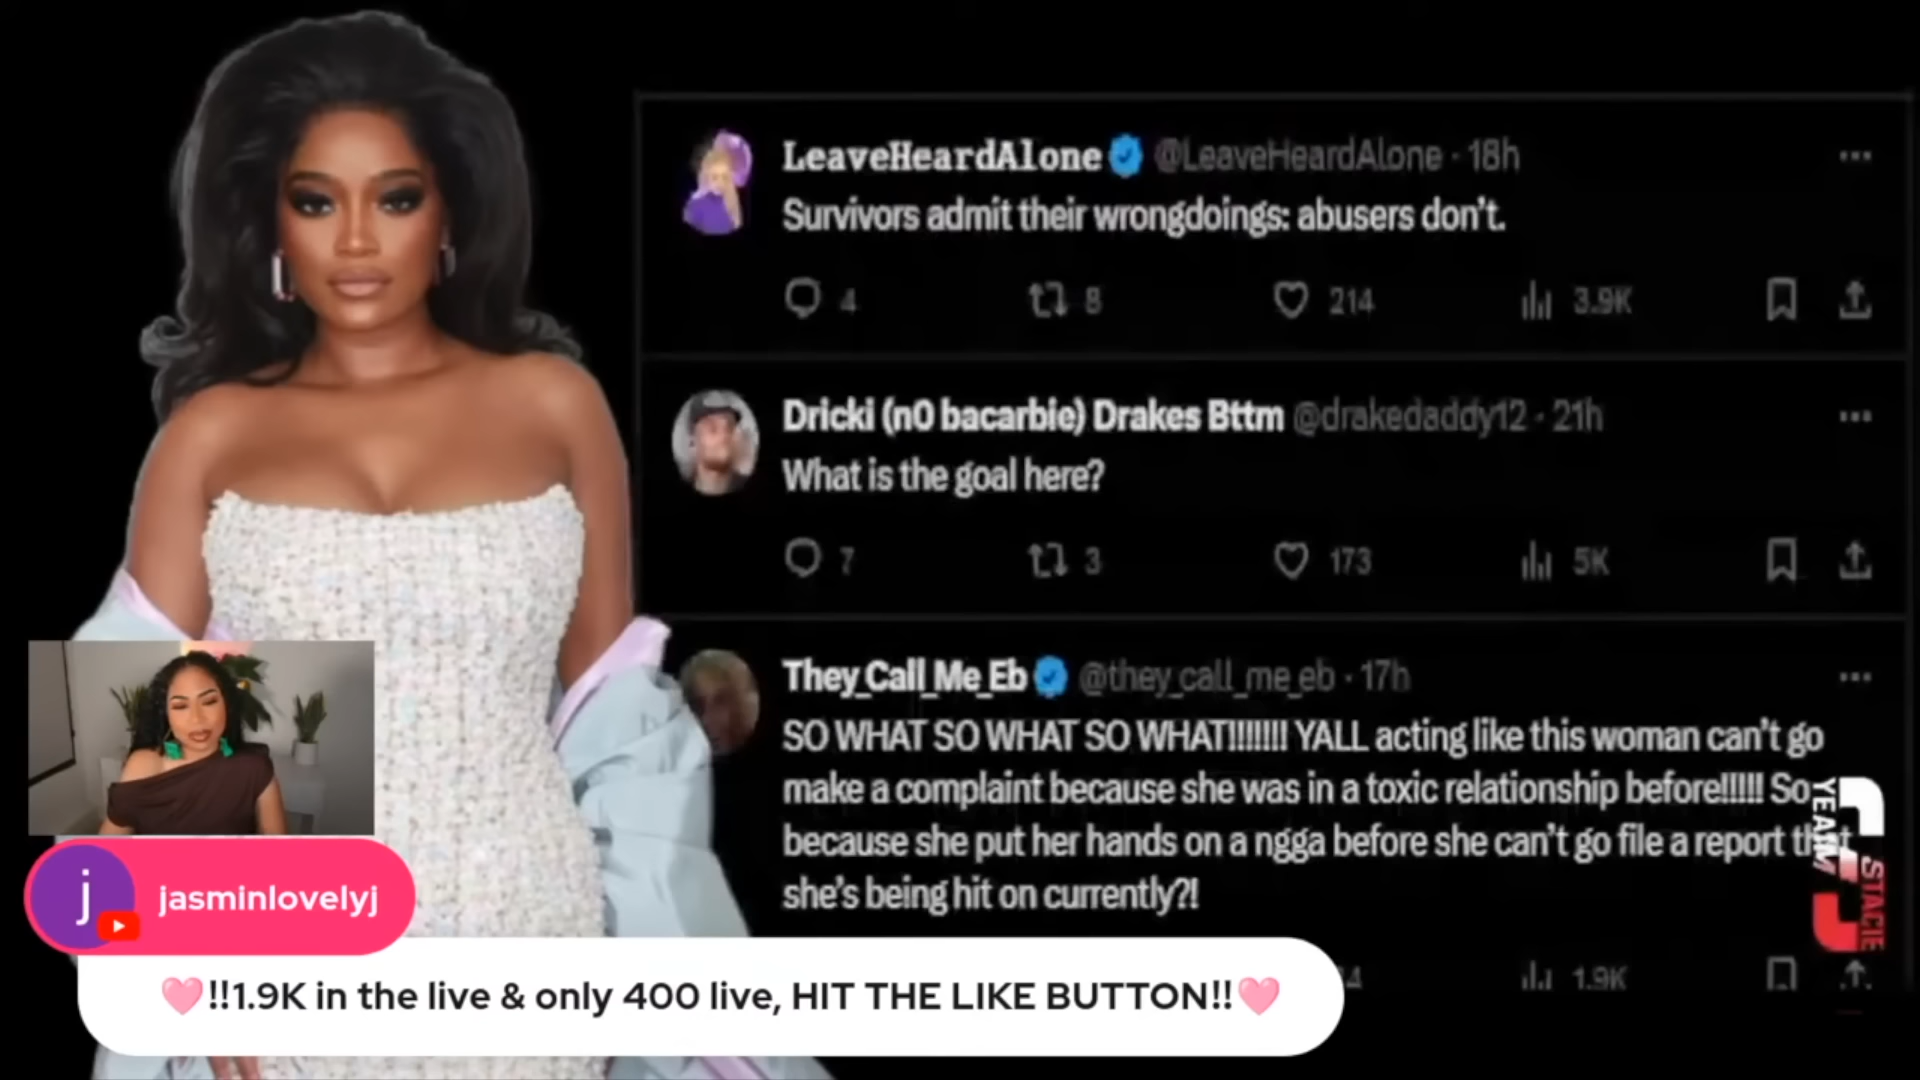 LeaveHeardAlone @LeaveHeardAlone · 18h
Survivors admit their wrongdoings: abusers don't.
4 8 214 3.9K
Dricki (n0 bacarbie) Drakes Bttm @drakedaddy12 · 21h
What is the goal here?
7 3 173 5K
They_Call_Me_Eb @they_call_me_eb · 17h
SO WHAT SO WHAT SO WHAT!!!!!!! YALL acting like this woman can't go
make a complaint because she was in a toxic relationship before!!!!! So
because she put her hands on a ngga before she can't go file a report
she's being hit on currently?!
1.9K
TEAM
STACIE
j jasminlovelyj
🩷!!1.9K in the live & only 400 live, HIT THE LIKE BUTTON!!🩷